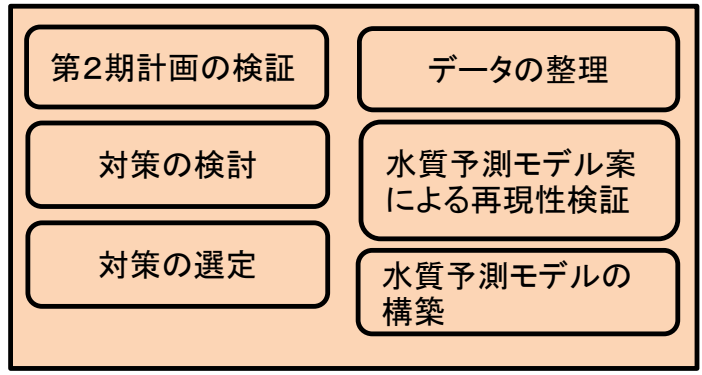 第２期計画の検証
対策の検討
対策の選定
データの整理
水質予測モデル案
による再現性検証
水質予測モデルの
構築